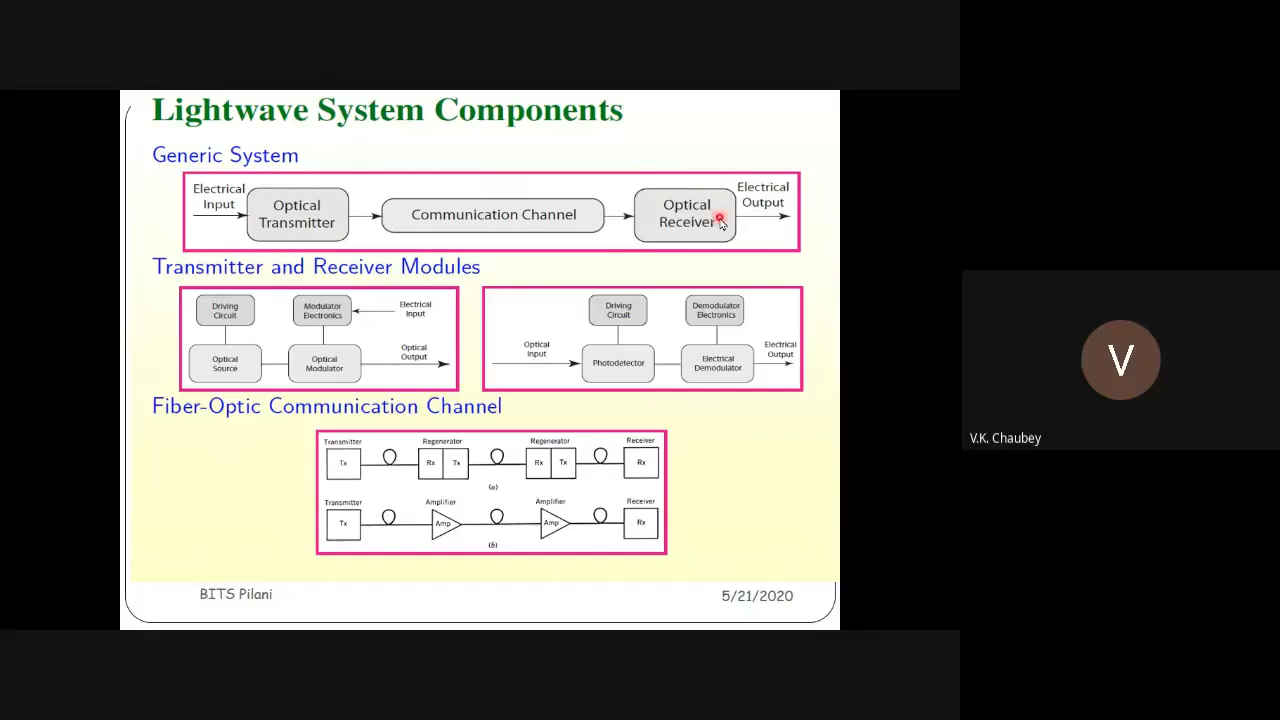 Lightwave System Components
Generic System
Electrical
Input
Optical
Transmitter
Communication Channel
Optical
Receiver
Electrical
Output
Transmitter and Receiver Modules
Driving
Circuit
Modulator
Electronics
Electrical
Input
Optical
Source
Optical
Modulator
Optical
Output
Driving
Circuit
Demodulator
Electronics
Optical
Input
Photodetector
Electrical
Demodulator
Electrical
Output
Fiber-Optic Communication Channel
Transmitter Regenerator Regenerator Receiver
Tx Rx Tx Rx Tx Rx
(a)
Transmitter Amplifier Amplifier Receiver
Tx Amp Amp Rx
(b)
BITS Pilani 5/21/2020
V
V.K. Chaubey